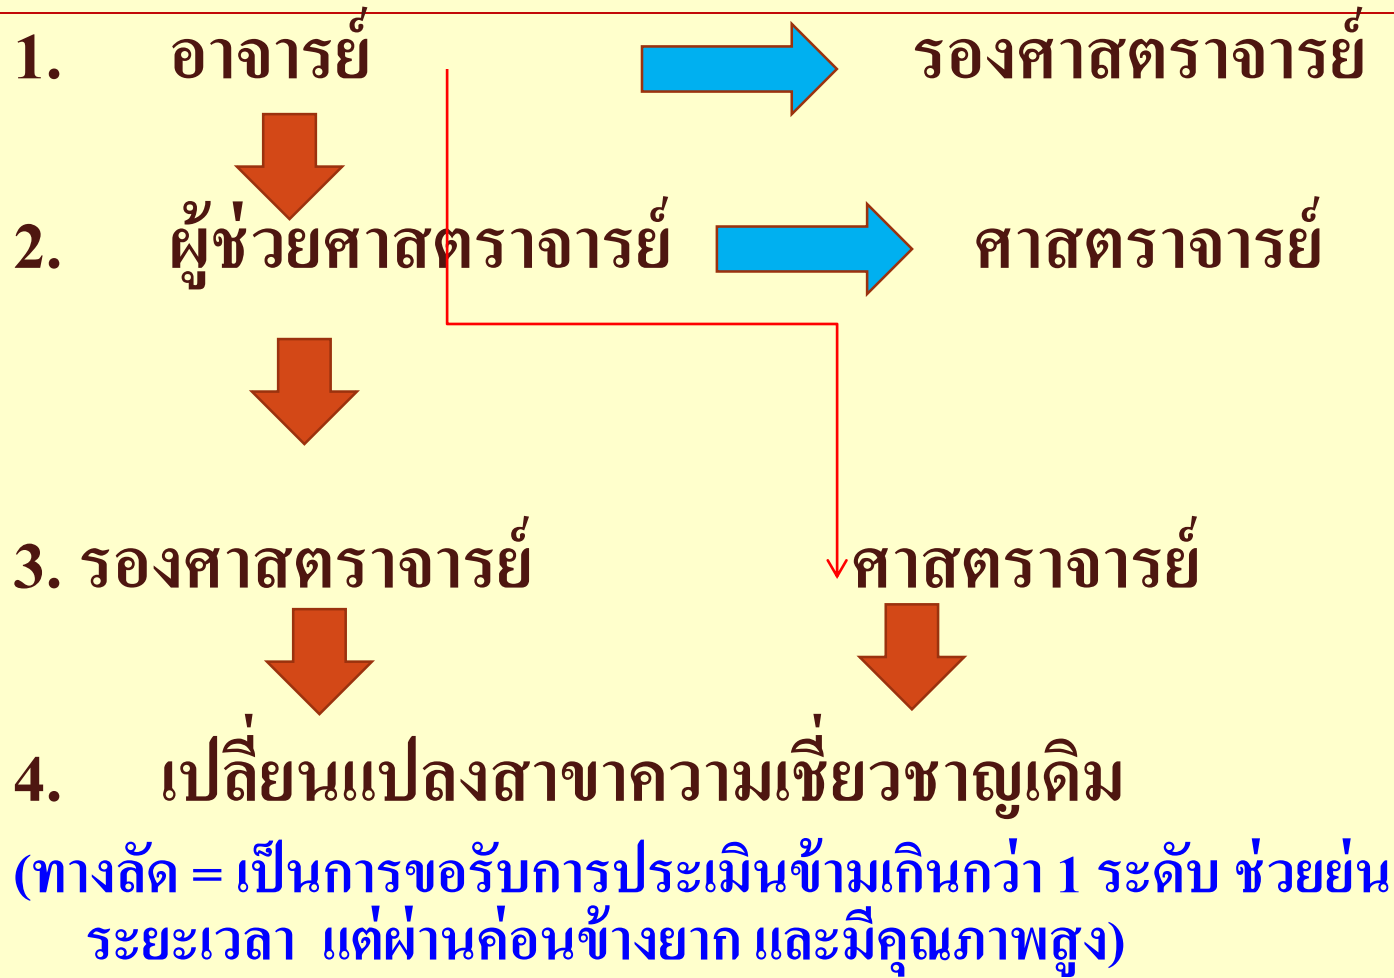 1. อาจารย์ รองศาสตราจารย์
2. ผู้ช่วยศาสตราจารย์ ศาสตราจารย์
3. รองศาสตราจารย์ ศาสตราจารย์
4. เปลี่ยนแปลงสาขาความเชี่ยวชาญเดิม
(ทางลัด = เป็นการขอรับการประเมินข้ามเกินกว่า 1 ระดับ ช่วยย่น
ระยะเวลา แต่ผ่านค่อนข้างยาก และมีคุณภาพสูง)